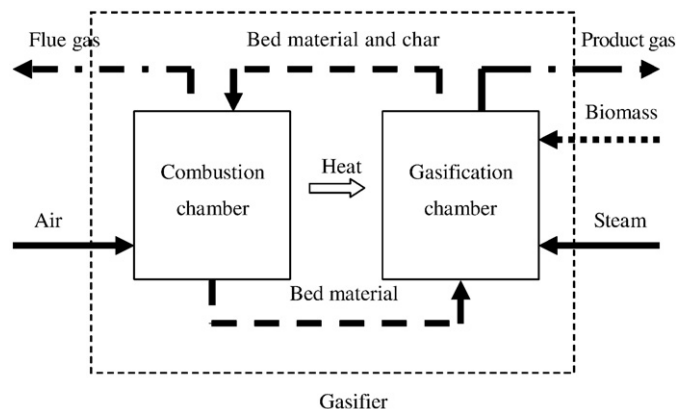 Flue gas
Bed material and char
Product gas
Biomass
Combustion
chamber
Heat
Gasification
chamber
Air
Steam
Bed material
Gasifier